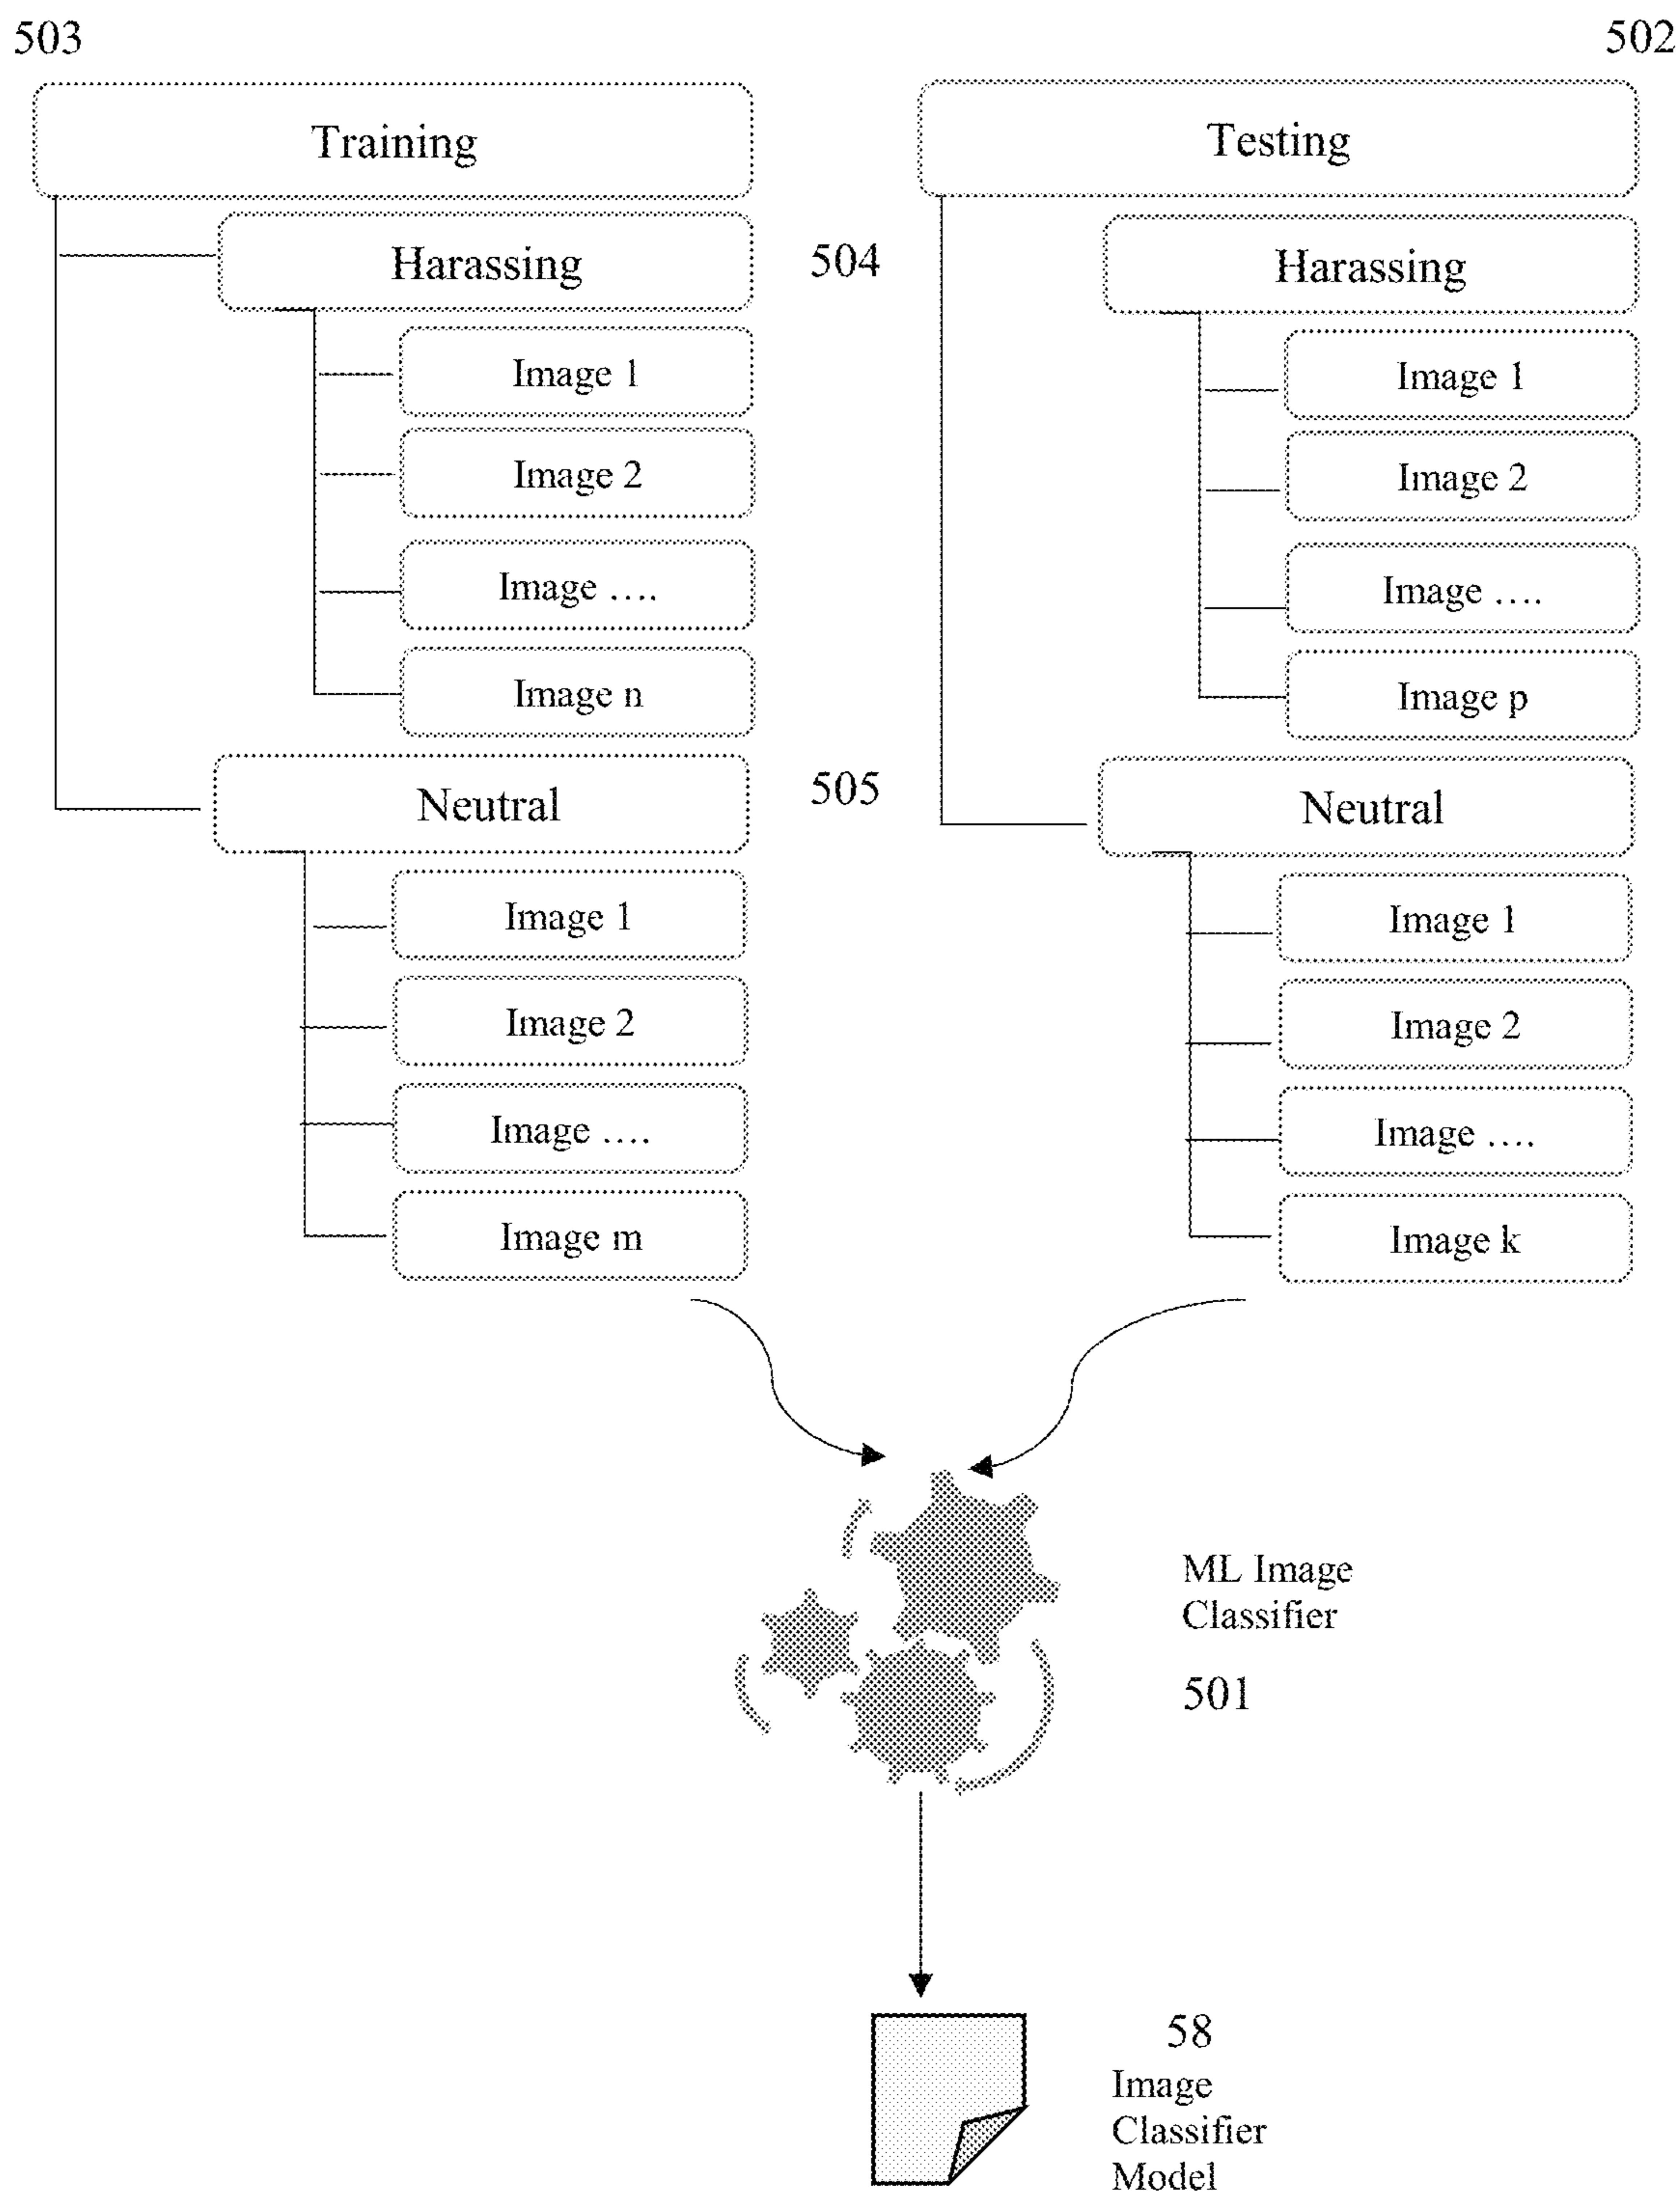 503
502
Training
Testing
Harassing
504
Harassing
Image 1
Image 1
Image 2
Image 2
Image ....
Image ....
Image n
Image p
Neutral
505
Neutral
Image 1
Image 1
Image 2
Image 2
Image ....
Image ....
Image m
Image k
ML Image
Classifier
501
58
Image
Classifier
Model